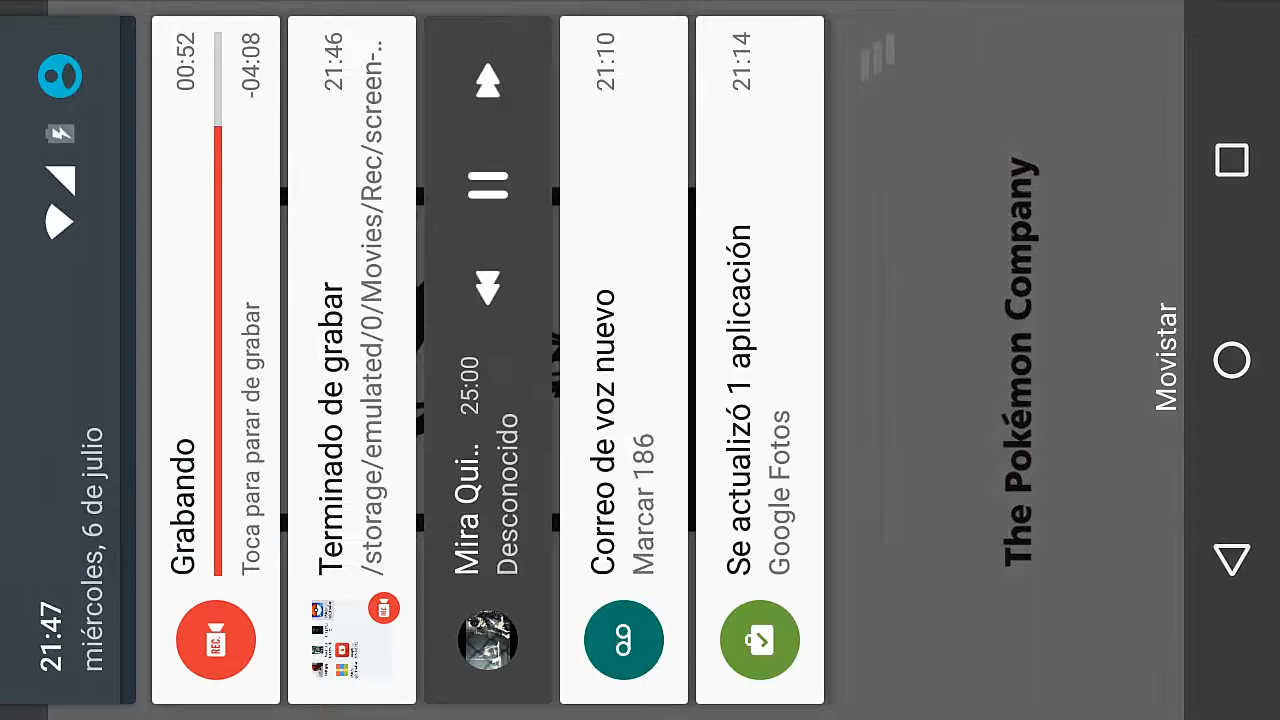 21:47
miércoles, 6 de julio
Grabando 00:52
Toca para parar de grabar -04:08
REC.
Terminado de grabar 21:46
/storage/emulated/0/Movies/Rec/screen-..
REC
Mira Qui.. 25:00
Desconocido
Correo de voz nuevo 21:10
Marcar 186
Se actualizó 1 aplicación 21:14
Google Fotos
The Pokémon Company
Movistar